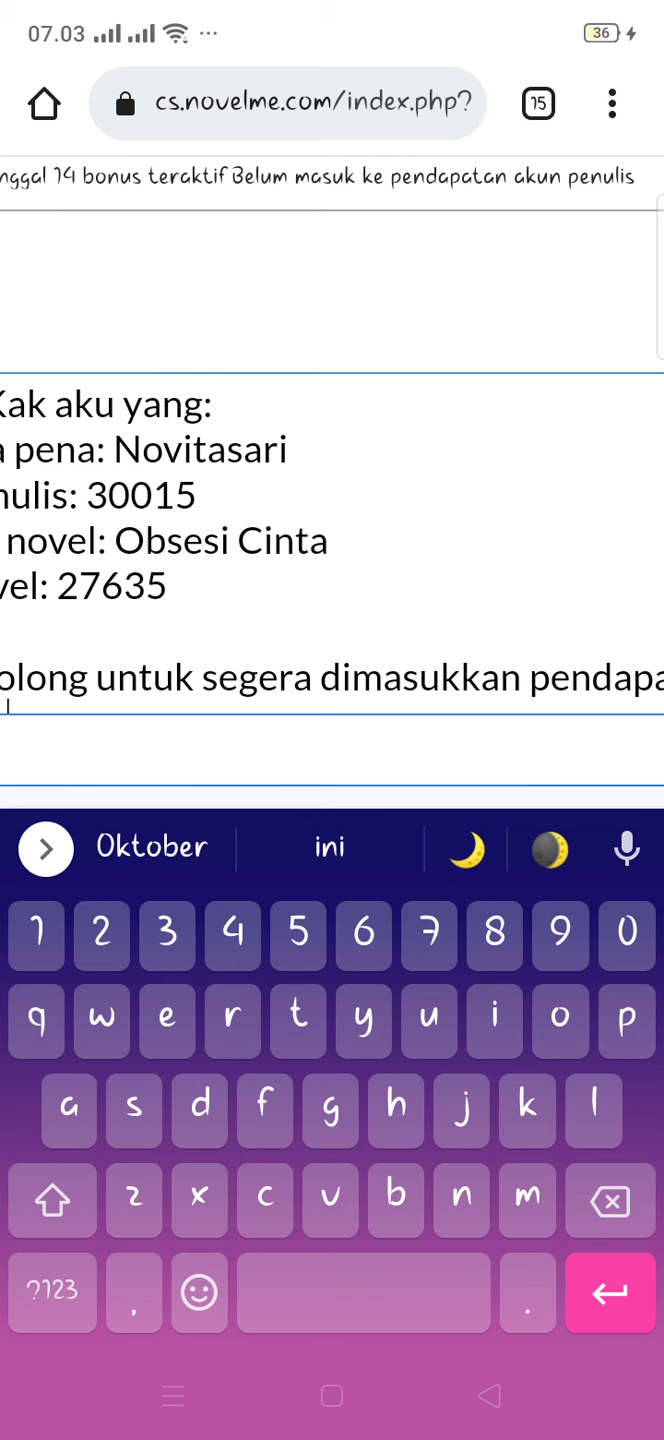 07.03
36
cs.novelme.com/index.php?
15
nggal 14 bonus teraktif Belum masuk ke pendapatan akun penulis
Kak aku yang:
a pena: Novitasari
nulis: 30015
novel: Obsesi Cinta
vel: 27635
olong untuk segera dimasukkan pendapa
Oktober ini
1 2 3 4 5 6 7 8 9 0
q w e r t y u i o p
a s d f g h j k l
z x c v b n m
?123 , .